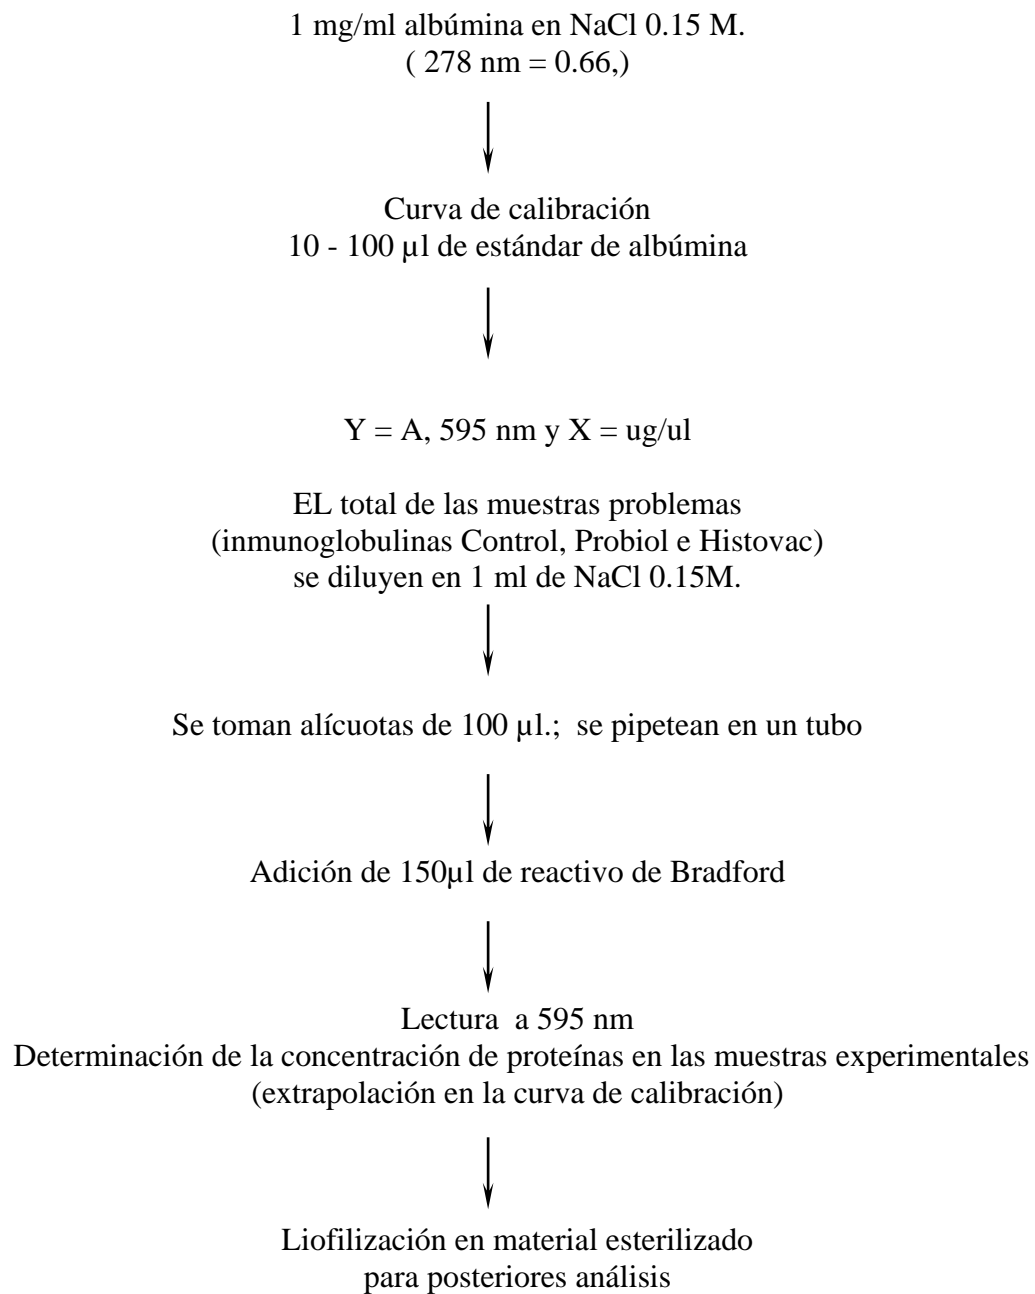 1 mg/ml albúmina en NaCl 0.15 M.
( 278 nm = 0.66,)
Curva de calibración
10 - 100 µl de estándar de albúmina
Y = A, 595 nm y X = ug/ul
EL total de las muestras problemas
(inmunoglobulinas Control, Probiol e Histovac)
se diluyen en 1 ml de NaCl 0.15M.
Se toman alícuotas de 100 µl.; se pipetean en un tubo
Adición de 150µl de reactivo de Bradford
Lectura a 595 nm
Determinación de la concentración de proteínas en las muestras experimentales
(extrapolación en la curva de calibración)
Liofilización en material esterilizado
para posteriores análisis